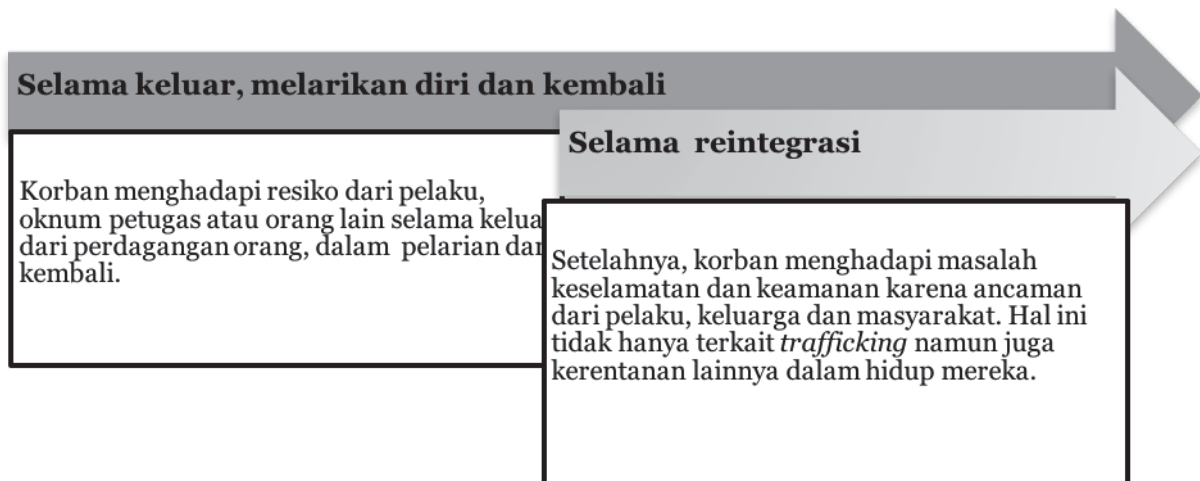 Selama keluar, melarikan diri dan kembali
Korban menghadapi resiko dari pelaku,
oknum petugas atau orang lain selama kelua
dari perdagangan orang, dalam pelarian dan
kembali.
Selama reintegrasi
Setelahnya, korban menghadapi masalah
keselamatan dan keamanan karena ancaman
dari pelaku, keluarga dan masyarakat. Hal ini
tidak hanya terkait trafficking namun juga
kerentanan lainnya dalam hidup mereka.